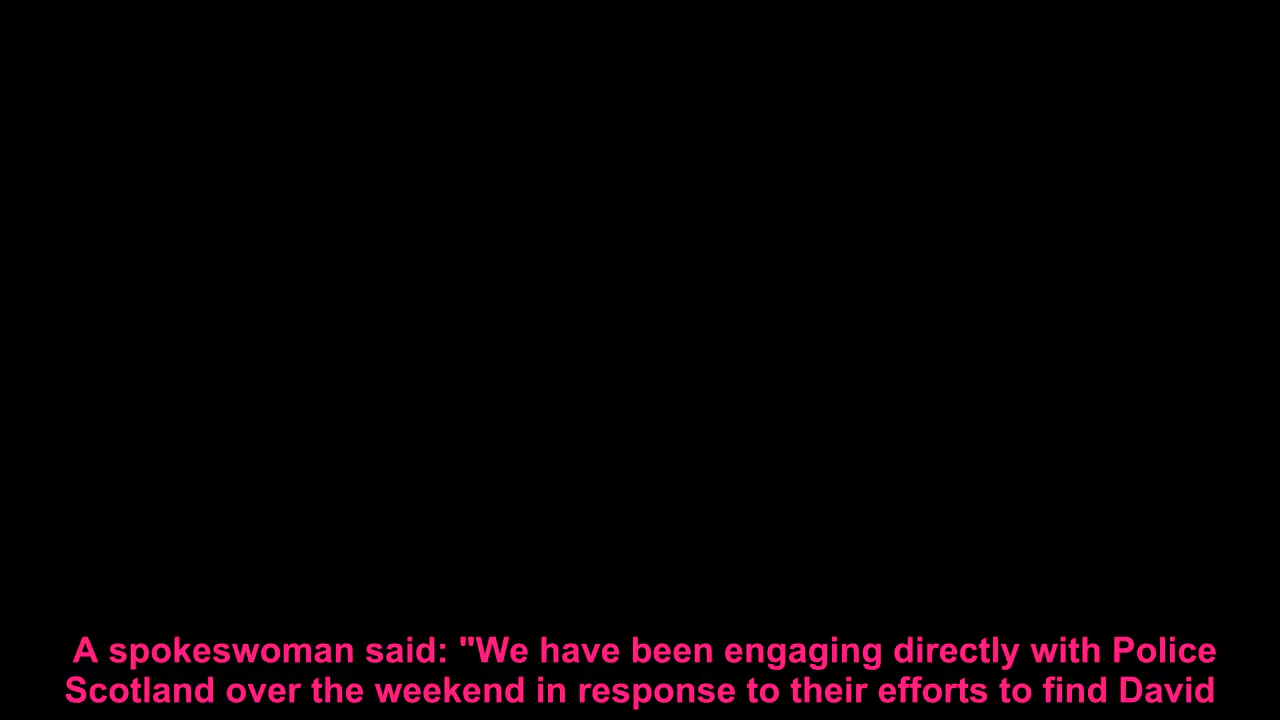 A spokeswoman said: "We have been engaging directly with Police
Scotland over the weekend in response to their efforts to find David